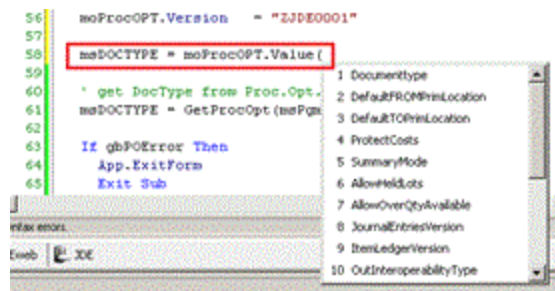 56 moProcOPT.Version = "ZJDE0001"
57
58 msDOCTYPE = moProcOPT.Value(
59
60 ' get DocType from Proc.Opt.
61 msDOCTYPE = GetProcOpt(msPgm
62
63 If gbPOError Then
64 App.ExitForm
65 Exit Sub
1 Documenttype
2 DefaultFROMPrimLocation
3 DefaultTOPrimLocation
4 ProtectCosts
5 SummaryMode
6 AllowHeldLots
7 AllowOverQtyAvailable
8 JournalEntriesVersion
9 ItemLedgerVersion
10 OutInteroperabilityType
ntax errors
Eweb JDE